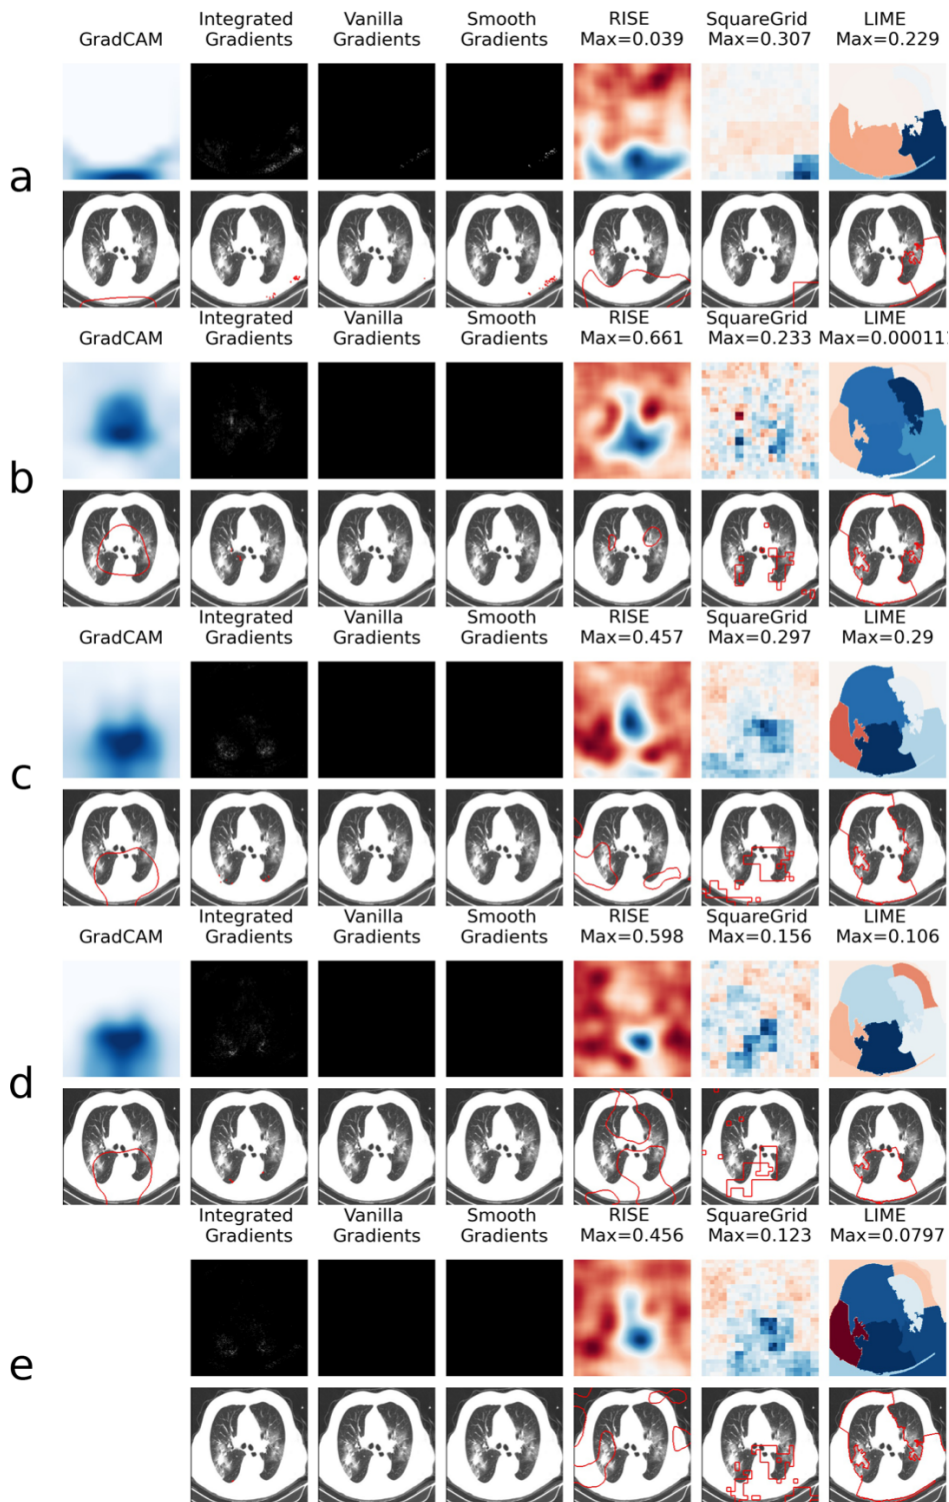 GradCAM
Integrated Gradients
Vanilla Gradients
Smooth Gradients
RISE Max=0.039
SquareGrid Max=0.307
LIME Max=0.229
a
GradCAM
Integrated Gradients
Vanilla Gradients
Smooth Gradients
RISE Max=0.661
SquareGrid Max=0.233
LIME Max=0.000111
b
GradCAM
Integrated Gradients
Vanilla Gradients
Smooth Gradients
RISE Max=0.457
SquareGrid Max=0.297
LIME Max=0.29
c
GradCAM
Integrated Gradients
Vanilla Gradients
Smooth Gradients
RISE Max=0.598
SquareGrid Max=0.156
LIME Max=0.106
d
Integrated Gradients
Vanilla Gradients
Smooth Gradients
RISE Max=0.456
SquareGrid Max=0.123
LIME Max=0.0797
e